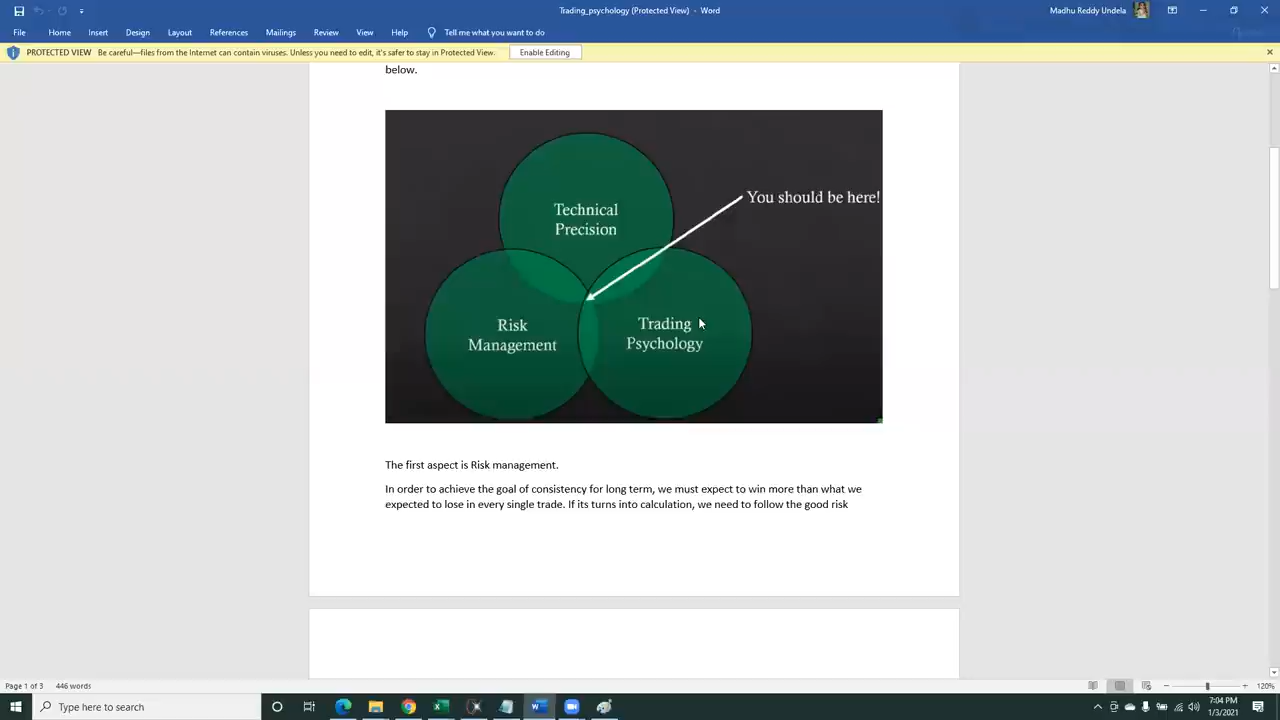 Trading_psychology (Protected View) - Word
Madhu Reddy Undela
File Home Insert Design Layout References Mailings Review View Help Tell me what you want to do
PROTECTED VIEW Be careful—files from the Internet can contain viruses. Unless you need to edit, it's safer to stay in Protected View. Enable Editing
below.
You should be here!
Technical
Precision
Risk
Management
Trading
Psychology
The first aspect is Risk management.
In order to achieve the goal of consistency for long term, we must expect to win more than what we
expected to lose in every single trade. If its turns into calculation, we need to follow the good risk
Page 1 of 3 446 words
120%
Type here to search
7:04 PM
1/3/2021